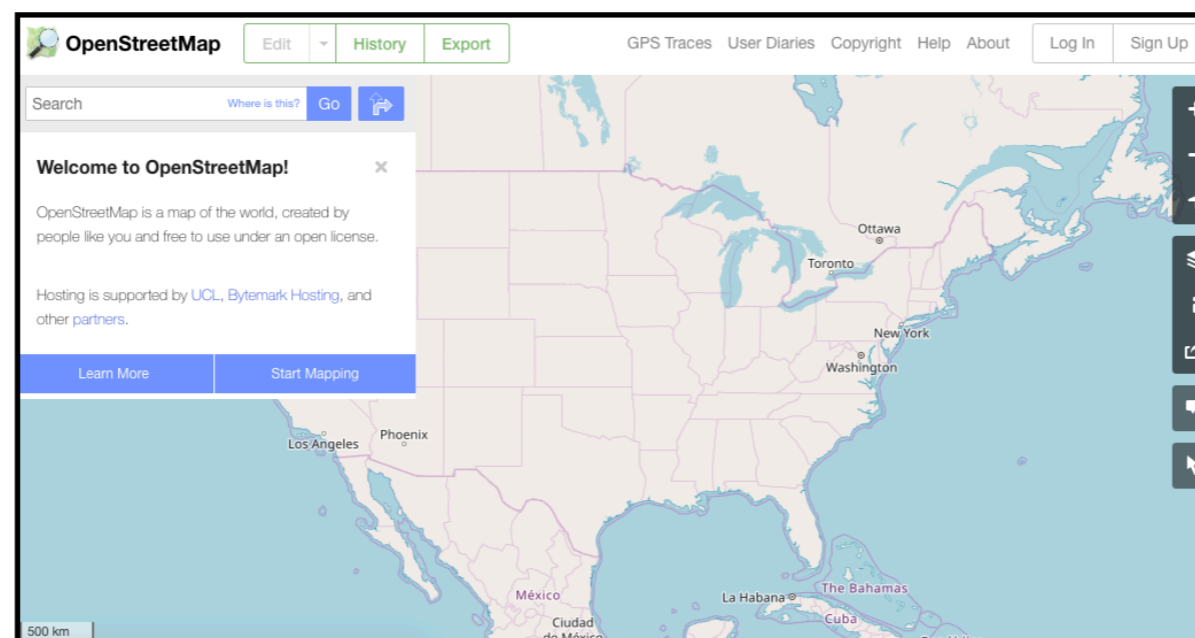 OpenStreetMap Edit History Export GPS Traces User Diaries Copyright Help About Log In Sign Up
Search Where is this? Go
Welcome to OpenStreetMap! ×
OpenStreetMap is a map of the world, created by
people like you and free to use under an open license.
Hosting is supported by UCL, Bytemark Hosting, and
other partners.
Learn More Start Mapping
Ottawa
Toronto
New York
Washington
Los Angeles
Phoenix
México
La Habana
The Bahamas
Cuba
Ciudad
de México
500 km